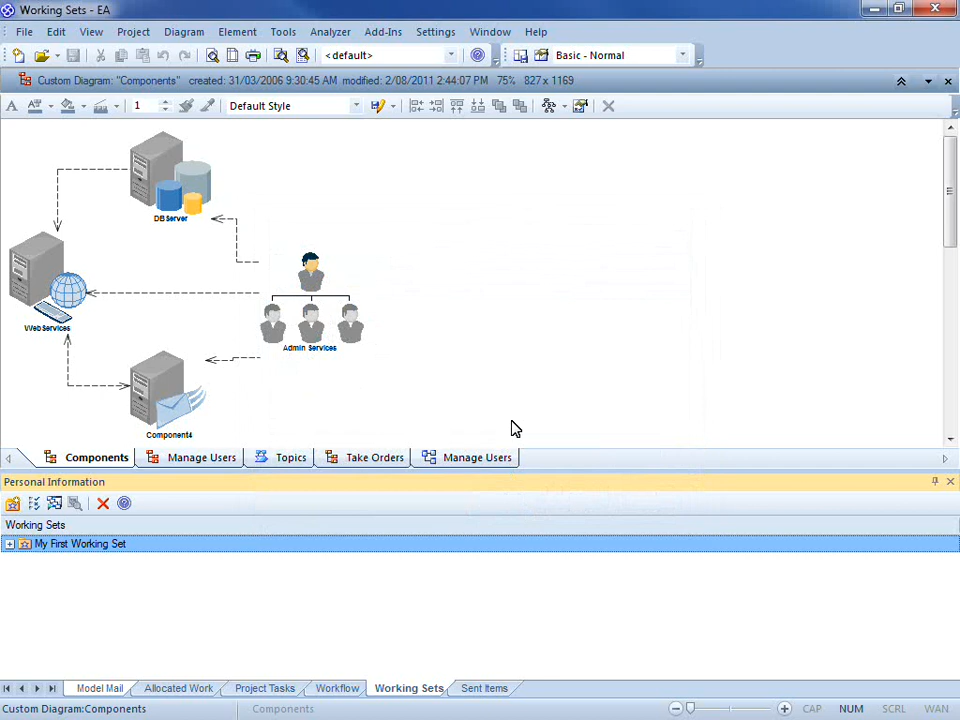 Working Sets - EA
File Edit View Project Diagram Element Tools Analyzer Add-Ins Settings Window Help
<default> Basic - Normal
Custom Diagram: "Components" created: 31/03/2006 9:30:45 AM modified: 2/08/2011 2:44:07 PM 75% 827 x 1169
A 1 Default Style
DB Server
Web Services
Admin Services
Component4
Components Manage Users Topics Take Orders Manage Users
Personal Information
Working Sets
My First Working Set
Model Mail Allocated Work Project Tasks Workflow Working Sets Sent Items
Custom Diagram:Components Components CAP NUM SCRL WAN